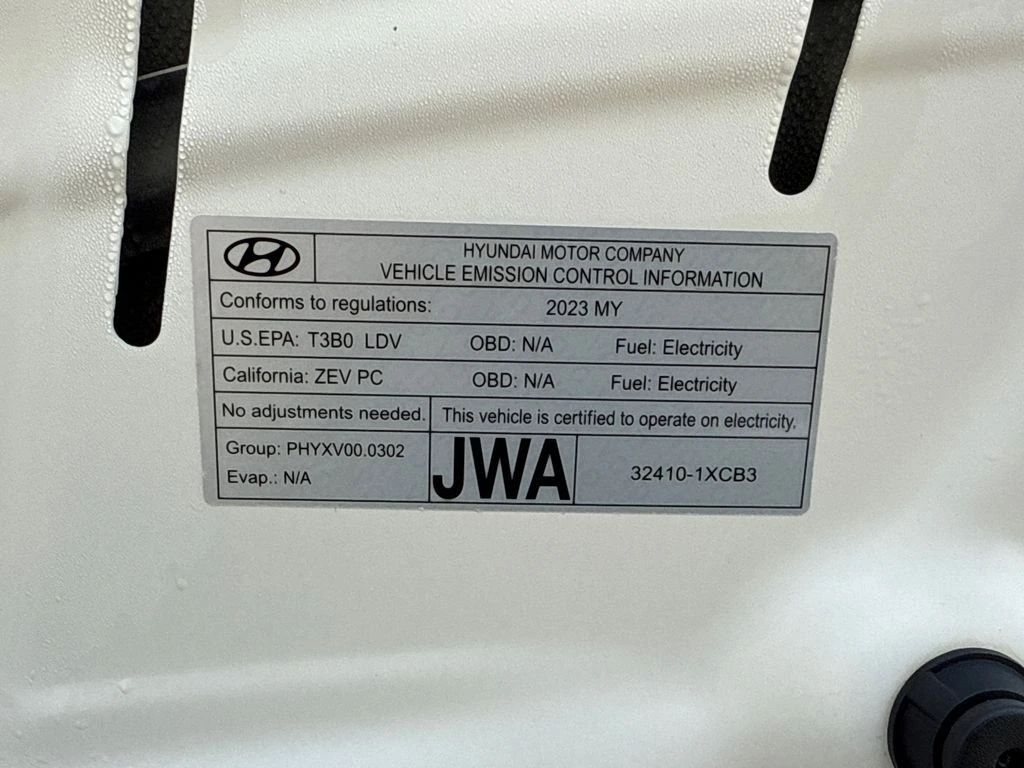 HYUNDAI MOTOR COMPANY
VEHICLE EMISSION CONTROL INFORMATION
Conforms to regulations: 2023 MY
U.S.EPA: T3B0 LDV OBD: N/A Fuel: Electricity
California: ZEV PC OBD: N/A Fuel: Electricity
No adjustments needed. This vehicle is certified to operate on electricity.
Group: PHYXV00.0302
Evap.: N/A
JWA
32410-1XCB3